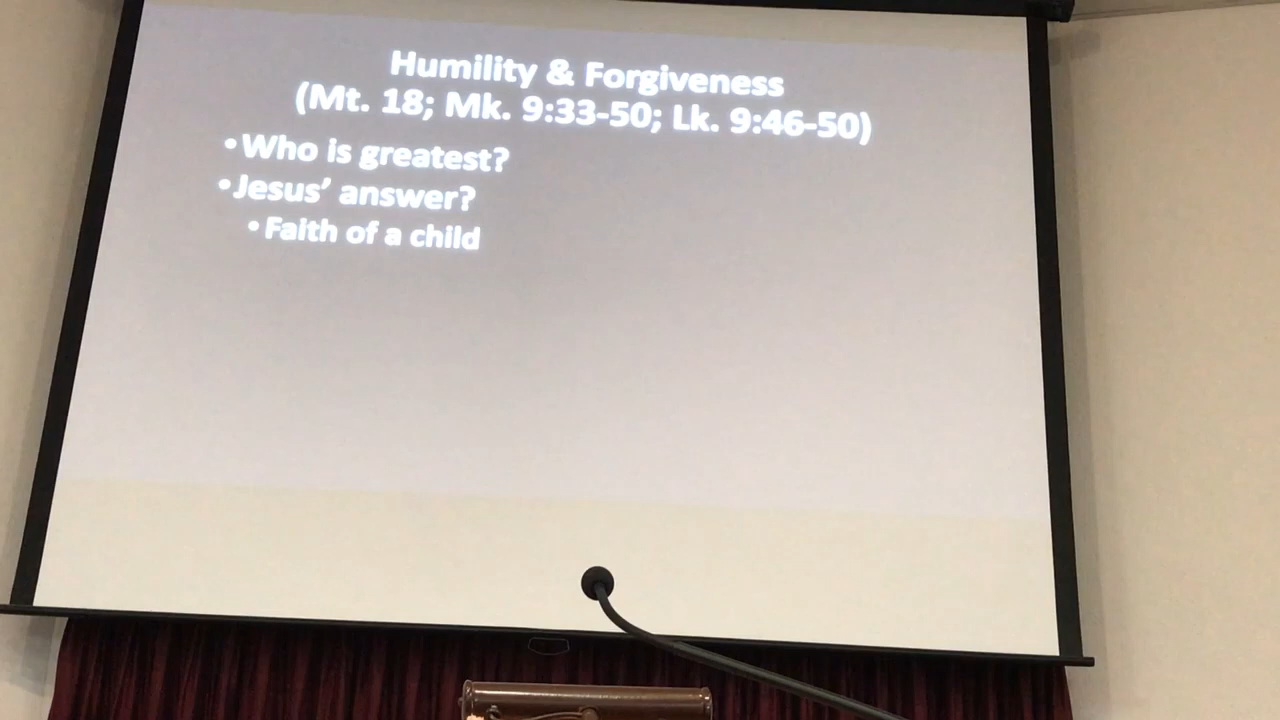 Humility & Forgiveness
(Mt. 18; Mk. 9:33-50; Lk. 9:46-50)
•Who is greatest?
•Jesus’ answer?
•Faith of a child